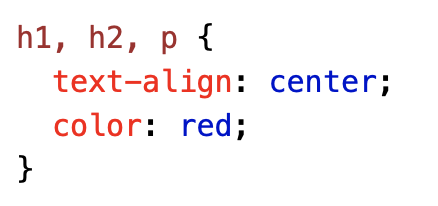 h1, h2, p {
  text-align: center;
  color: red;
}